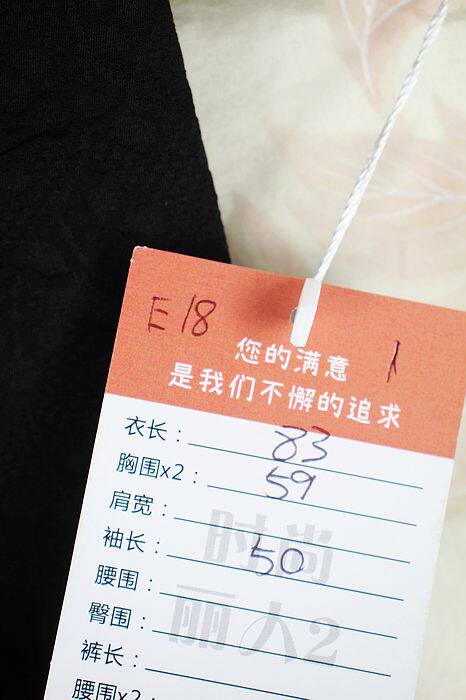 E18
您的满意 1
是我们不懈的追求
衣长：83
胸围x2：59
肩宽：
袖长：50
腰围：
臀围：
裤长：
腰围x2：
时尚
丽人2